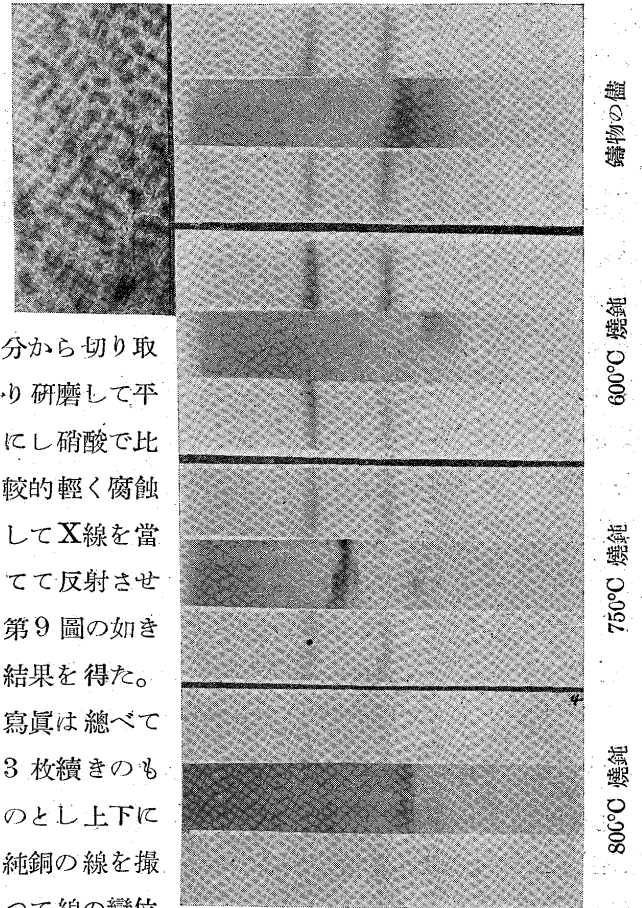 鑄物の儘
600°C 燒鈍
750°C 燒鈍
4
800°C 燒鈍
分から切り取
り硏磨して平
にし硝酸で比
較的輕く腐蝕
してX線を當
てて反射させ
第9圖の如き
結果を得た。
寫眞は總べて
3枚續きのも
のとし上下に
純銅の線を撮